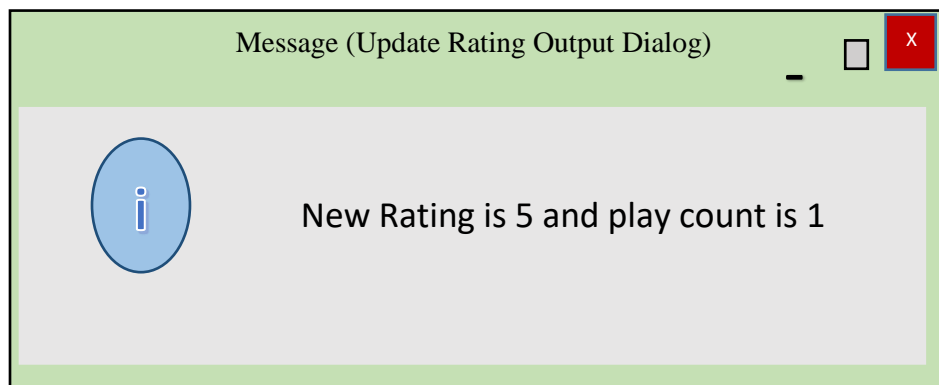 Message (Update Rating Output Dialog)
X
i
New Rating is 5 and play count is 1